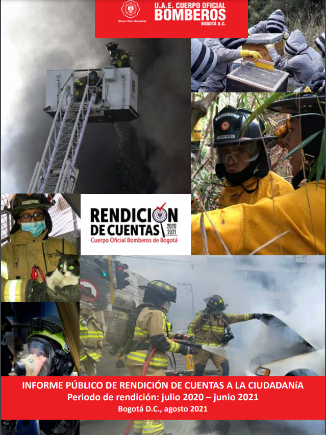 U.A.E. CUERPO OFICIAL
BOMBEROS
BOGOTÁ D.C.
RENDICIÓN
DE CUENTAS
2020
2021
Cuerpo Oficial Bomberos de Bogotá
INFORME PÚBLICO DE RENDICIÓN DE CUENTAS A LA CIUDADANíA
Periodo de rendición: julio 2020 – junio 2021
Bogotá D.C., agosto 2021